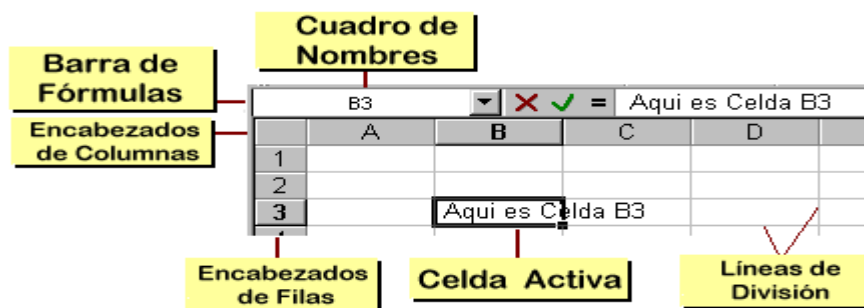 Cuadro de
Nombres
Barra de
Fórmulas
B3 = Aqui es Celda B3
Encabezados
de Columnas
A B C D
1
2
3 Aqui es Celda B3
Encabezados
de Filas
Celda Activa
Líneas de
División